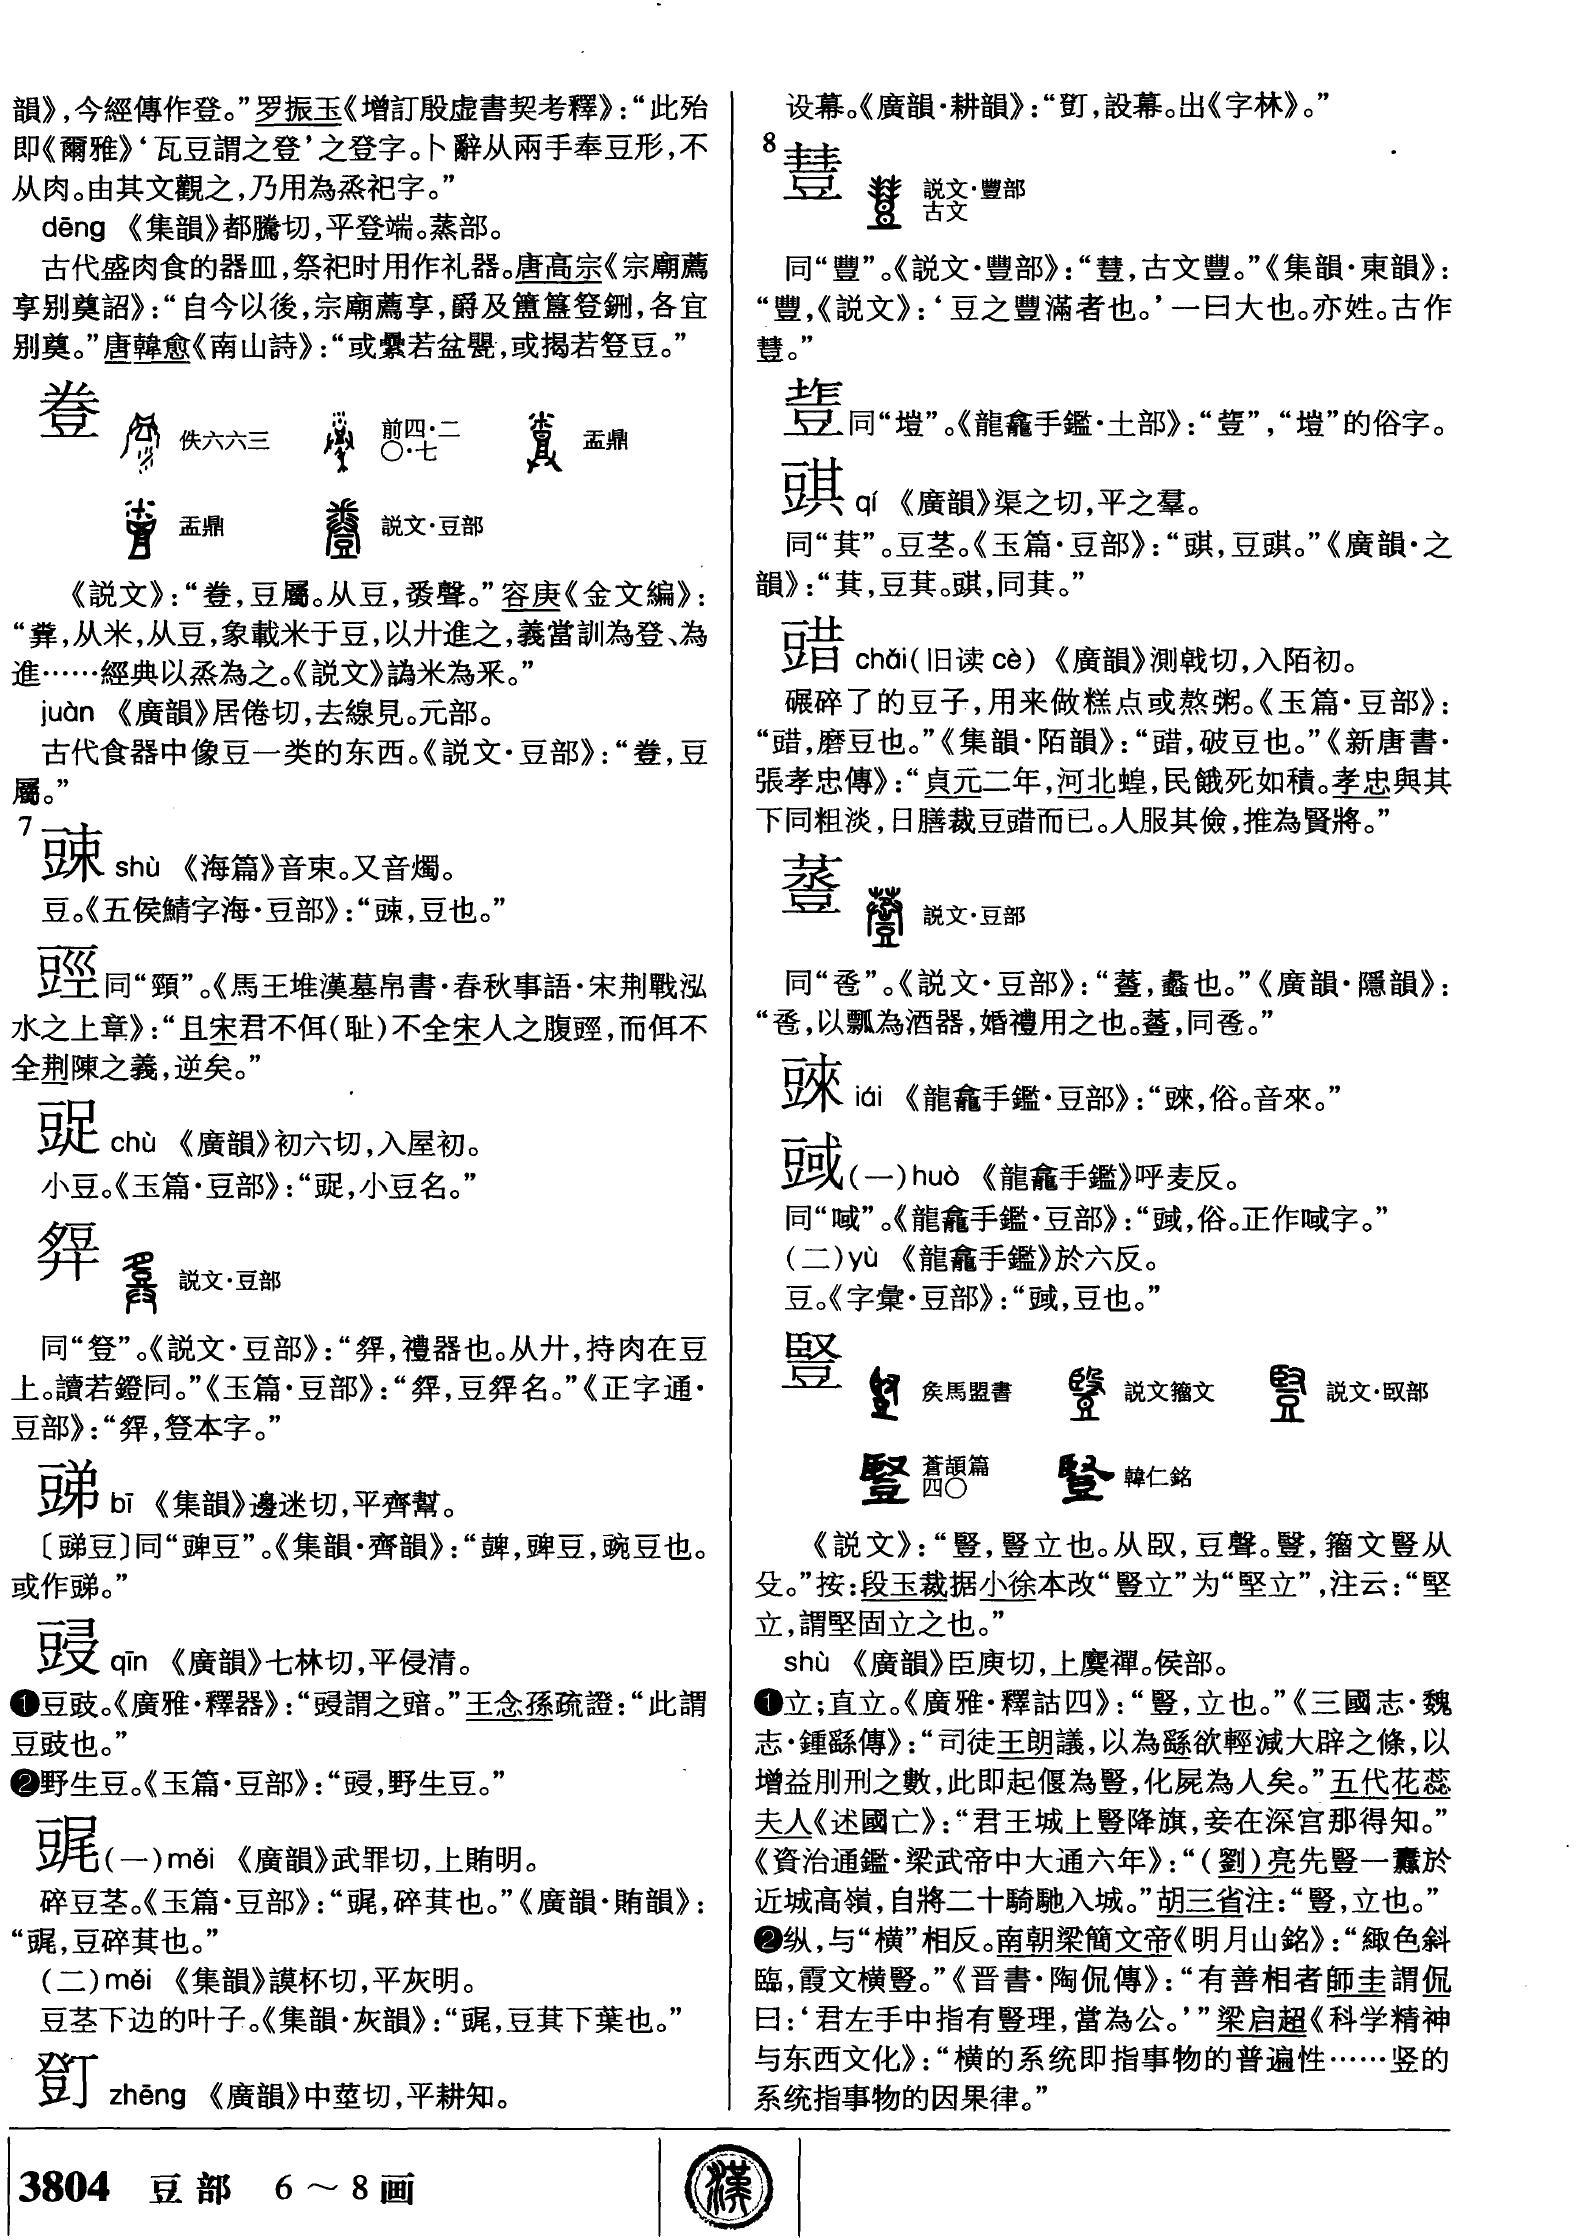 韻》,今經傳作登。”罗振玉《增訂殷虚書契考釋》:“此殆
即《爾雅》‘瓦豆謂之登’之登字。卜辭从兩手奉豆形,不
从肉。由其文觀之,乃用為烝祀字。”
dēng 《集韻》都騰切,平登端。蒸部。
古代盛肉食的器皿,祭祀时用作礼器。唐高宗《宗廟薦
享别奠詔》:“自今以後,宗廟薦享,爵及簠簋䇺鉶,各宜
别奠。”唐韓愈《南山詩》:“或纍若盆甖,或揭若䇺豆。”
豋
佚六六三 前四·二〇·七 盂鼎
盂鼎 説文·豆部
《説文》:“,豆屬。从豆,聲。”容庚《金文編》:
“,从米,从豆,象載米于豆,以廾進之,義當訓為登、為
進……經典以烝為之。《説文》譌米為釆。”
juàn 《廣韻》居倦切,去線見。元部。
古代食器中像豆一类的东西。《説文·豆部》:“,豆
屬。”
7
shù 《海篇》音束。又音燭。
豆。《五侯鯖字海·豆部》:“,豆也。”
同“頸”。《馬王堆漢墓帛書·春秋事語·宋荆戰泓
水之上章》:“且宋君不佴(耻)不全宋人之腹,而佴不
全荆陳之義,逆矣。”
chù 《廣韻》初六切,入屋初。
小豆。《玉篇·豆部》:“,小豆名。”
説文·豆部
同“豋”。《説文·豆部》:“,禮器也。从廾,持肉在豆
上。讀若鐙同。”《玉篇·豆部》:“,豆名。”《正字通·
豆部》:“,豋本字。”
bī 《集韻》邊迷切,平齊幫。
〔豆〕同“豍豆”。《集韻·齊韻》:“,豍豆,豌豆也。
或作。”
qīn 《廣韻》七林切,平侵清。
❶豆豉。《廣雅·釋器》:“謂之。”王念孫疏證:“此謂
豆豉也。”
❷野生豆。《玉篇·豆部》:“,野生豆。”
(一)měi 《廣韻》武罪切,上賄明。
碎豆茎。《玉篇·豆部》:“,碎萁也。”《廣韻·賄韻》:
“,豆碎萁也。”
(二)měi 《集韻》謨杯切,平灰明。
豆茎下边的叶子。《集韻·灰韻》:“,豆萁下葉也。”
zhēng 《廣韻》中莖切,平耕知。
设幕。《廣韻·耕韻》:“,設幕。出《字林》。”
8
説文·豐部
古文
同“豐”。《説文·豐部》:“,古文豐。”《集韻·東韻》:
“豐,《説文》:‘豆之豐滿者也。’一曰大也。亦姓。古作
。”
同“塏”。《龍龕手鑑·土部》:“”,“塏”的俗字。
qí 《廣韻》渠之切,平之羣。
同“萁”。豆茎。《玉篇·豆部》:“,豆。”《廣韻·之
韻》:“萁,豆萁。,同萁。”
chǎi(旧读cè) 《廣韻》測戟切,入陌初。
碾碎了的豆子,用来做糕点或熬粥。《玉篇·豆部》:
“,磨豆也。”《集韻·陌韻》:“,破豆也。”《新唐書·
張孝忠傳》:“貞元二年,河北蝗,民餓死如積。孝忠與其
下同粗淡,日膳裁豆而已。人服其儉,推為賢將。”
説文·豆部
同“卺”。《説文·豆部》:“,蠡也。”《廣韻·隱韻》:
“卺,以瓢為酒器,婚禮用之也。,同卺。”
lái 《龍龕手鑑·豆部》:“,俗。音來。”
(一)huò 《龍龕手鑑》呼麦反。
同“㖪”。《龍龕手鑑·豆部》:“,俗。正作㖪字。”
(二)yù 《龍龕手鑑》於六反。
豆。《字彙·豆部》:“,豆也。”
豎
矦馬盟書 説文籀文 説文·臤部
蒼頡篇四〇 韓仁銘
《説文》:“豎,豎立也。从臤,豆聲。,籀文豎从
殳。”按:段玉裁据小徐本改“豎立”为“堅立”,注云:“堅
立,謂堅固立之也。”
shù 《廣韻》臣庾切,上麌禪。侯部。
❶立;直立。《廣雅·釋詁四》:“豎,立也。”《三國志·魏
志·鍾繇傳》:“司徒王朗議,以為繇欲輕減大辟之條,以
增益刖刑之數,此即起偃為豎,化屍為人矣。”五代花蕊
夫人《述國亡》:“君王城上豎降旗,妾在深宫那得知。”
《資治通鑑·梁武帝中大通六年》:“(劉)亮先豎一纛於
近城高嶺,自將二十騎馳入城。”胡三省注:“豎,立也。”
❷纵,与“横”相反。南朝梁簡文帝《明月山銘》:“緅色斜
臨,霞文横豎。”《晋書·陶侃傳》:“有善相者師圭謂侃
曰:‘君左手中指有豎理,當為公。’”梁启超《科学精神
与东西文化》:“横的系统即指事物的普遍性……竖的
系统指事物的因果律。”
3804 豆部 6～8画
漢